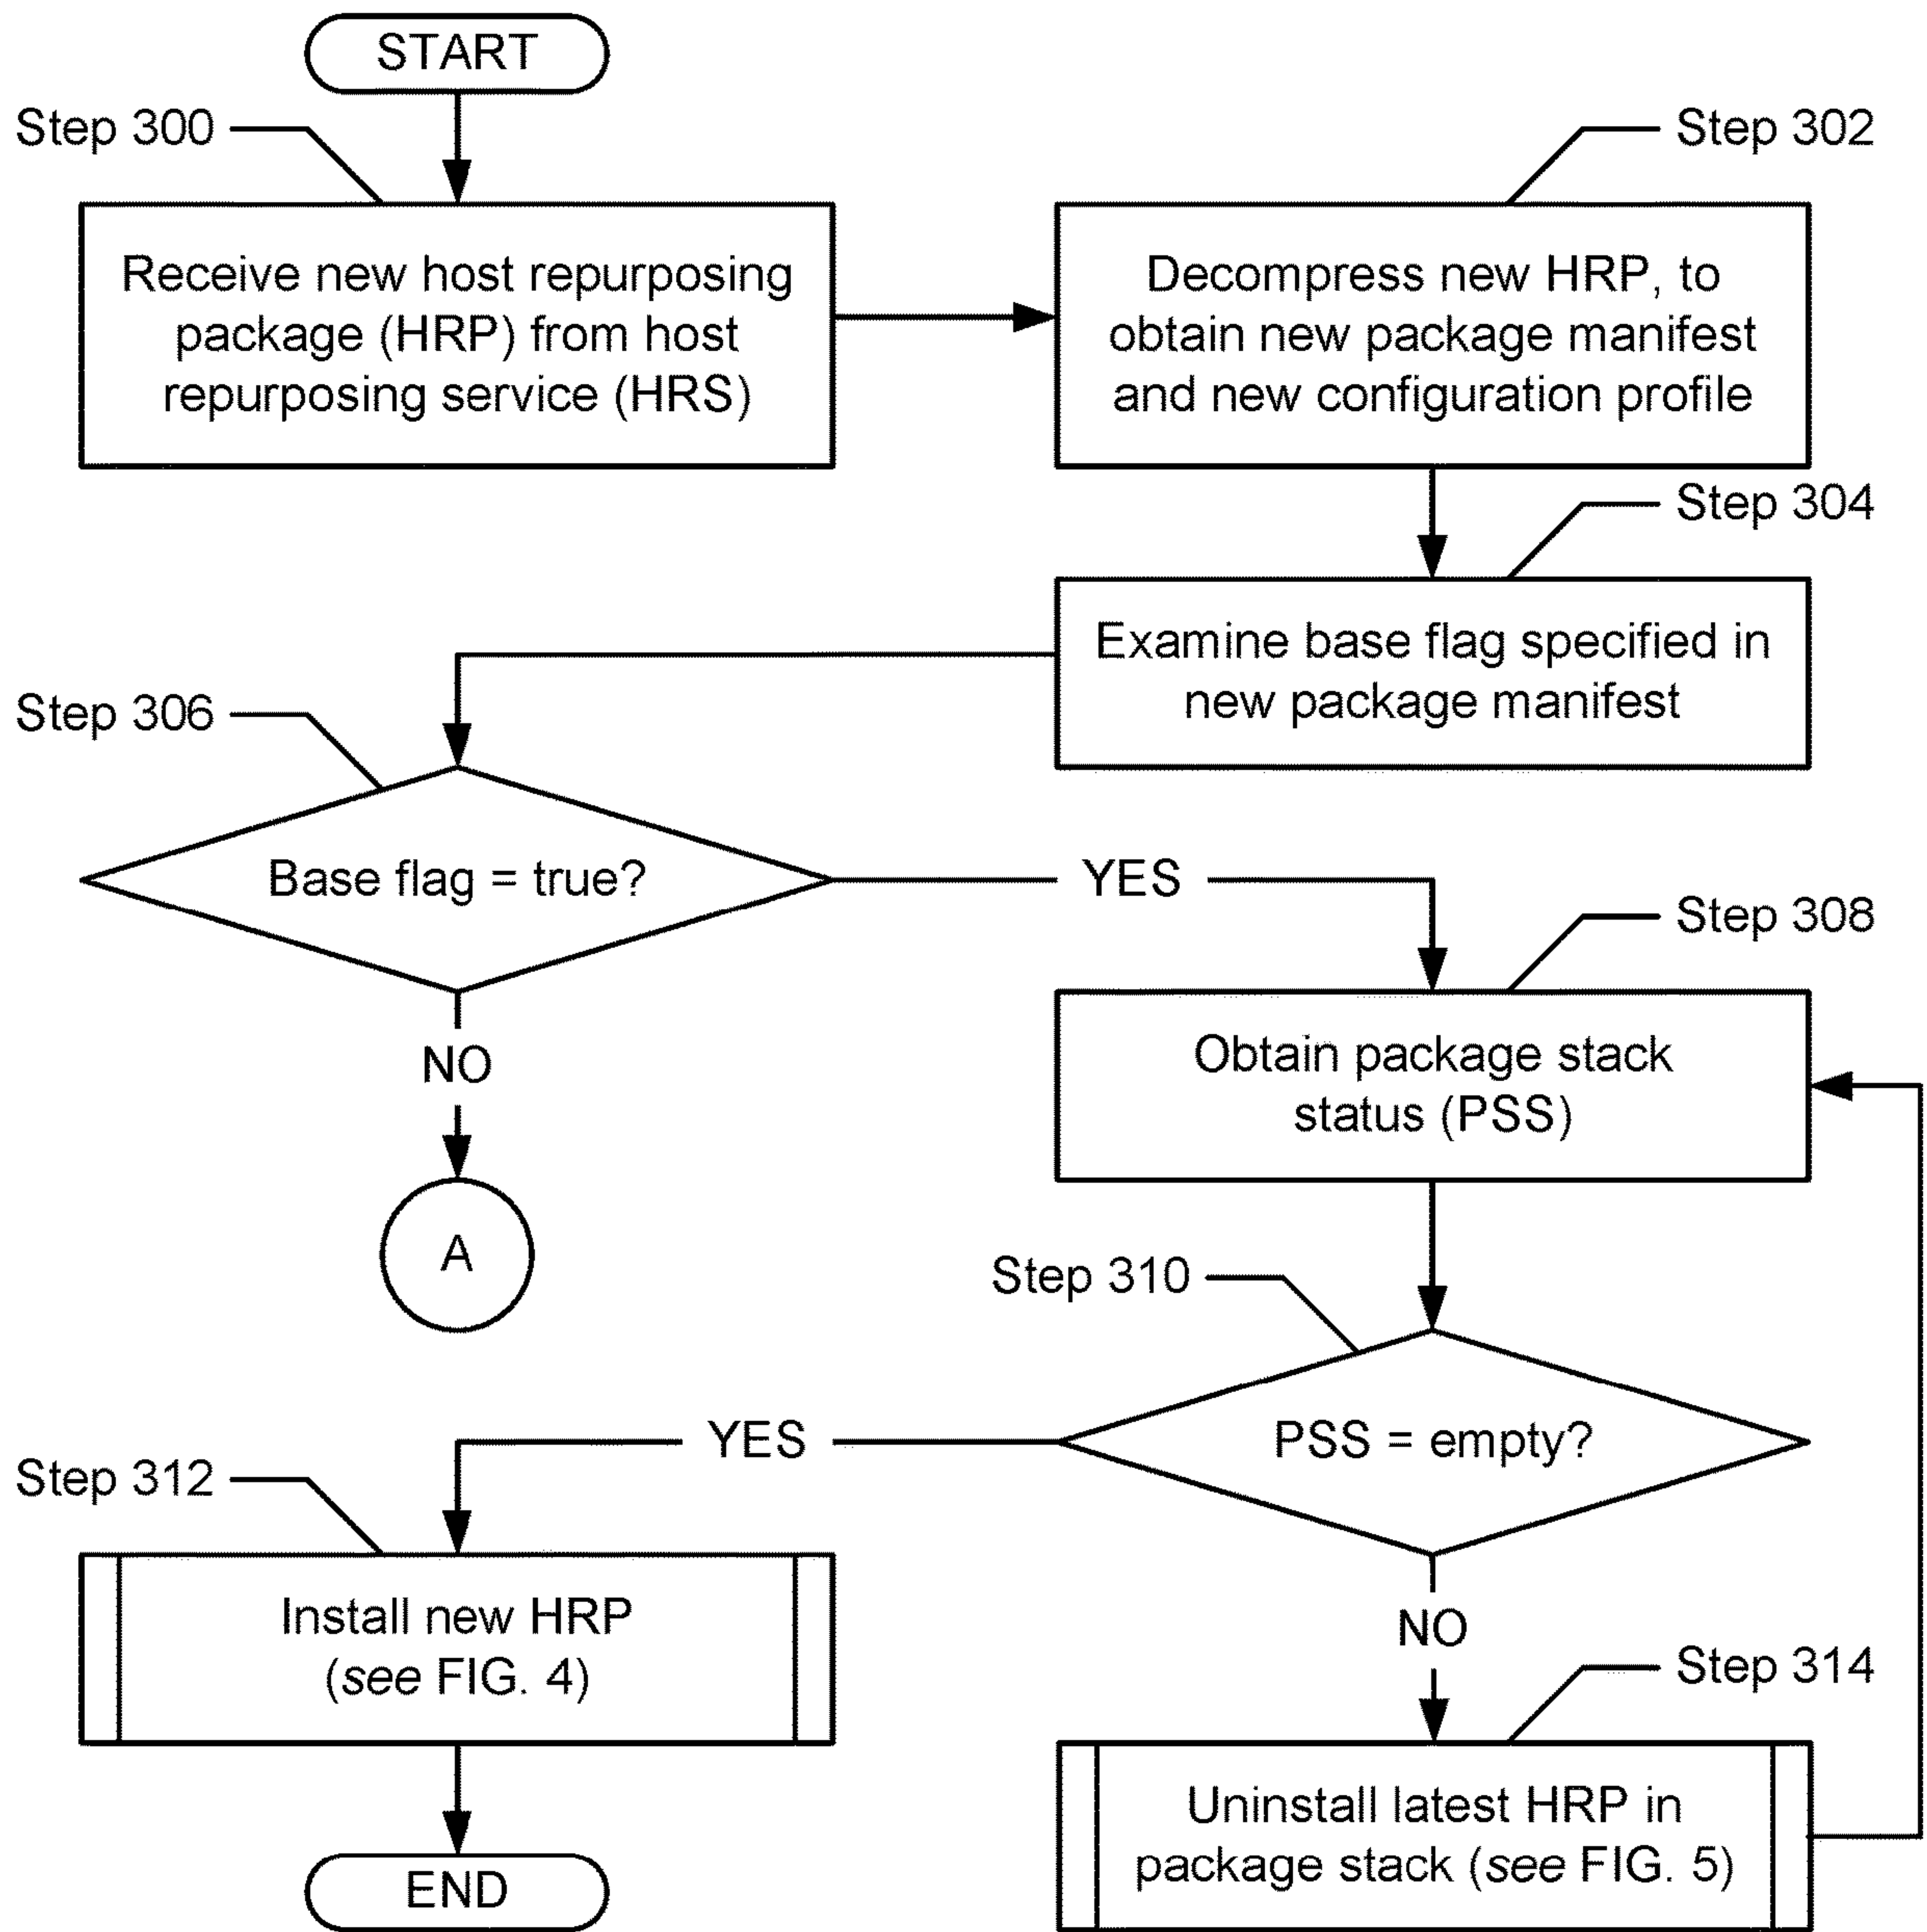 START
Step 300
Step 302
Receive new host repurposing
package (HRP) from host
repurposing service (HRS)
Decompress new HRP, to
obtain new package manifest
and new configuration profile
Step 304
Examine base flag specified in
new package manifest
Step 306
Base flag = true?
YES
Step 308
NO
Obtain package stack
status (PSS)
A
Step 310
PSS = empty?
YES
Step 312
Install new HRP
(see FIG. 4)
NO
Step 314
Uninstall latest HRP in
package stack (see FIG. 5)
END